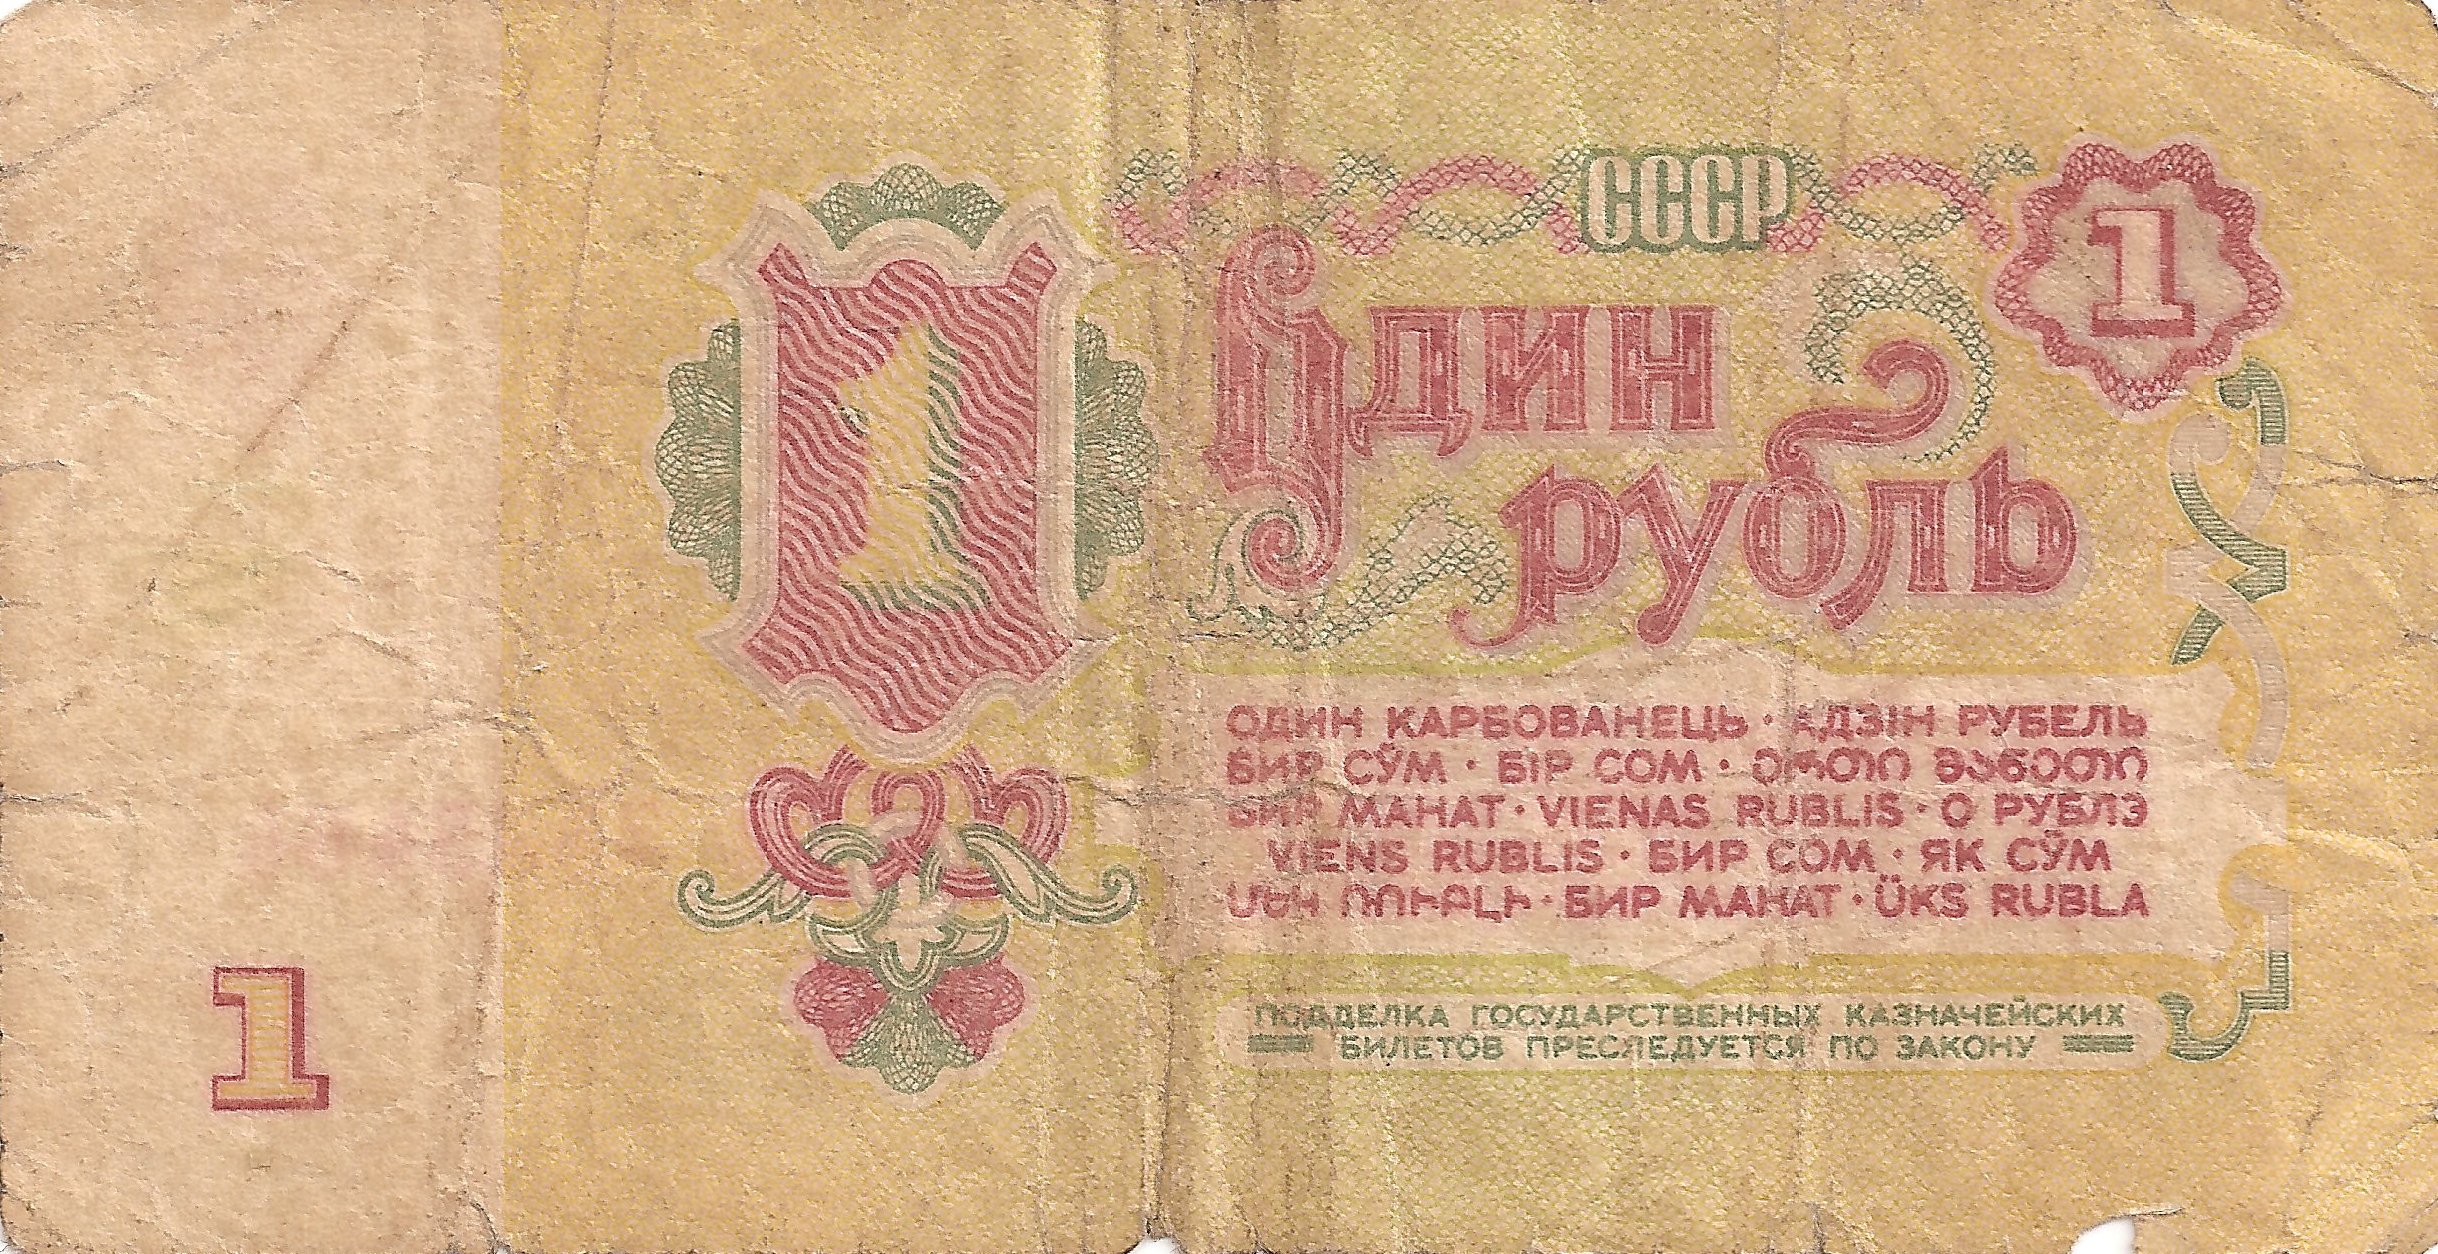 СССР
1
1
Один
рубль
ОДИН КАРБОВАНЕЦЬ · АДЗІН РУБЕЛЬ
БИР СЎМ · БІР СОМ · ᲔᲠᲗᲘ ᲛᲐᲜᲔᲗᲘ
БИР МАНАТ · VIENAS RUBLIS · О РУБЛЭ
VIENS RUBLIS · БИР СОМ · ЯК СӮМ
ՄԵԿ ՌՈՒԲԼԻ · БИР МАНАТ · ÜKS RUBLA
ПОДДЕЛКА ГОСУДАРСТВЕННЫХ КАЗНАЧЕЙСКИХ
БИЛЕТОВ ПРЕСЛЕДУЕТСЯ ПО ЗАКОНУ
1